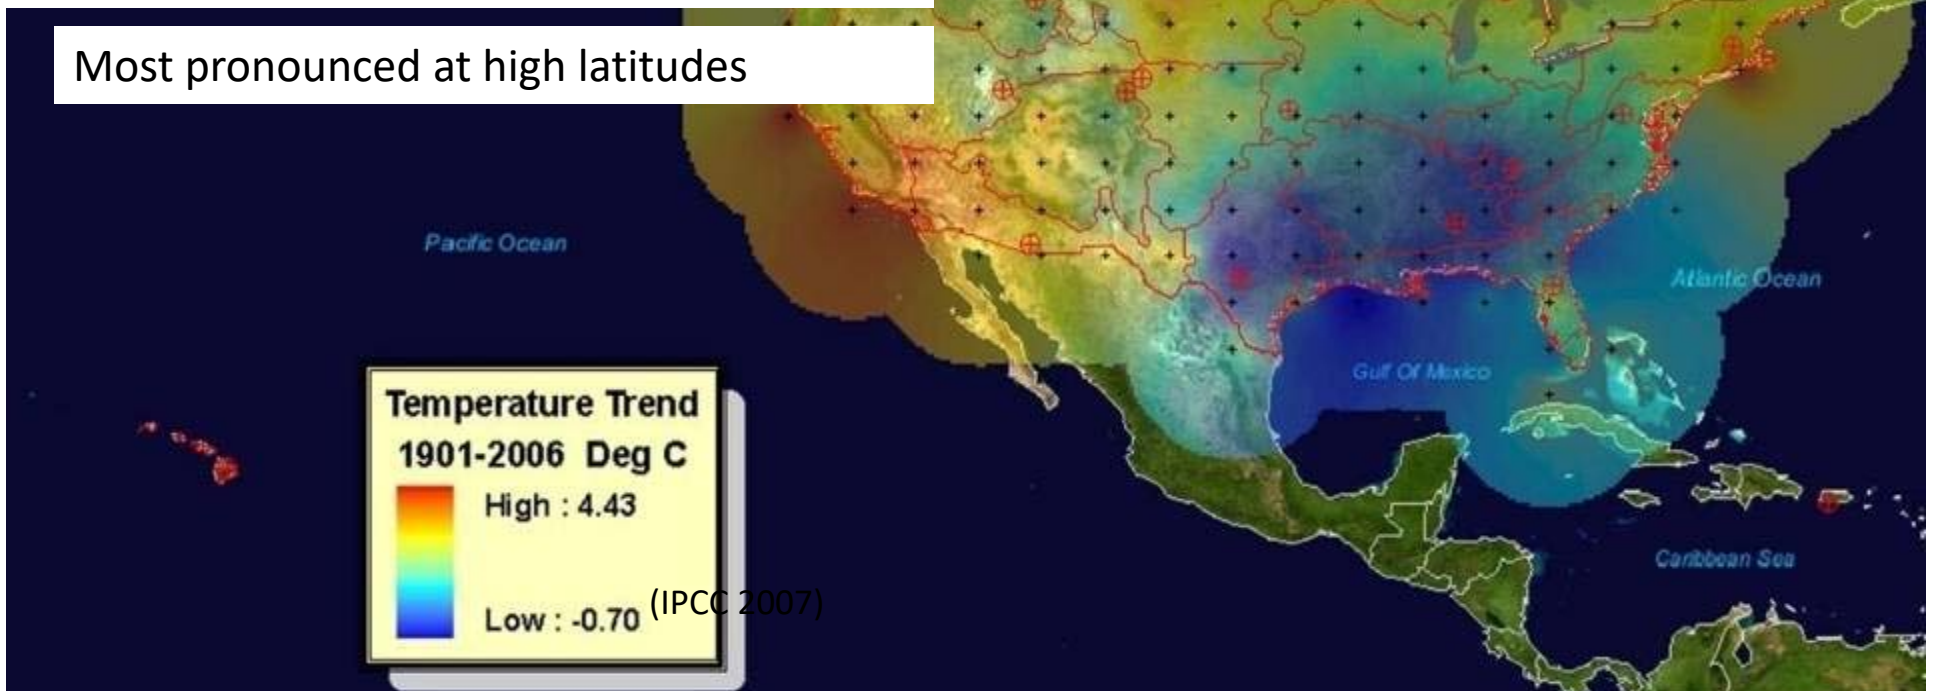 Most pronounced at high latitudes
Pacific Ocean
Atlantic Ocean
Gulf Of Mexico
Temperature Trend
1901-2006 Deg C
High : 4.43
Low : -0.70
(IPCC 2007)
Caribbean Sea